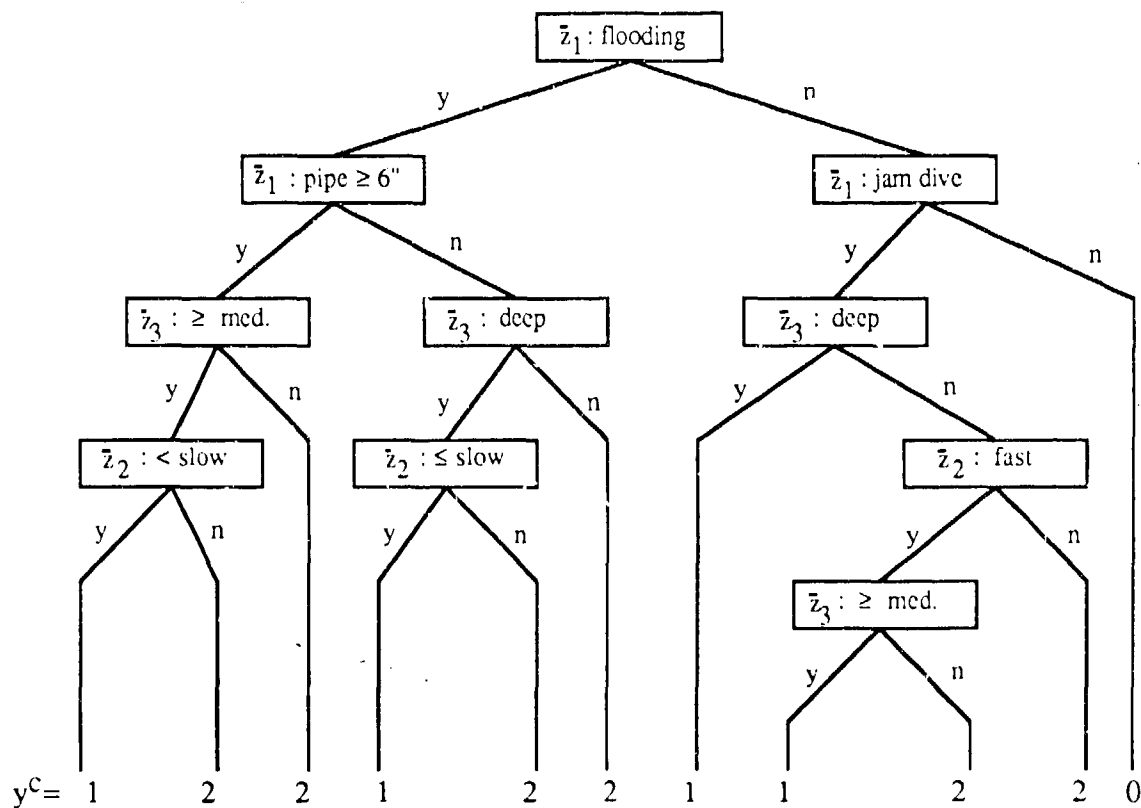 z̄1 : flooding
y n
z̄1 : pipe ≥ 6" z̄1 : jam dive
y n y n
z̄3 : ≥ med. z̄3 : deep z̄3 : deep
y n y n y n
z̄2 : < slow z̄2 : ≤ slow z̄2 : fast
y n y n y n
z̄3 : ≥ med.
y n
y^c = 1 2 2 1 2 2 1 1 2 2 0